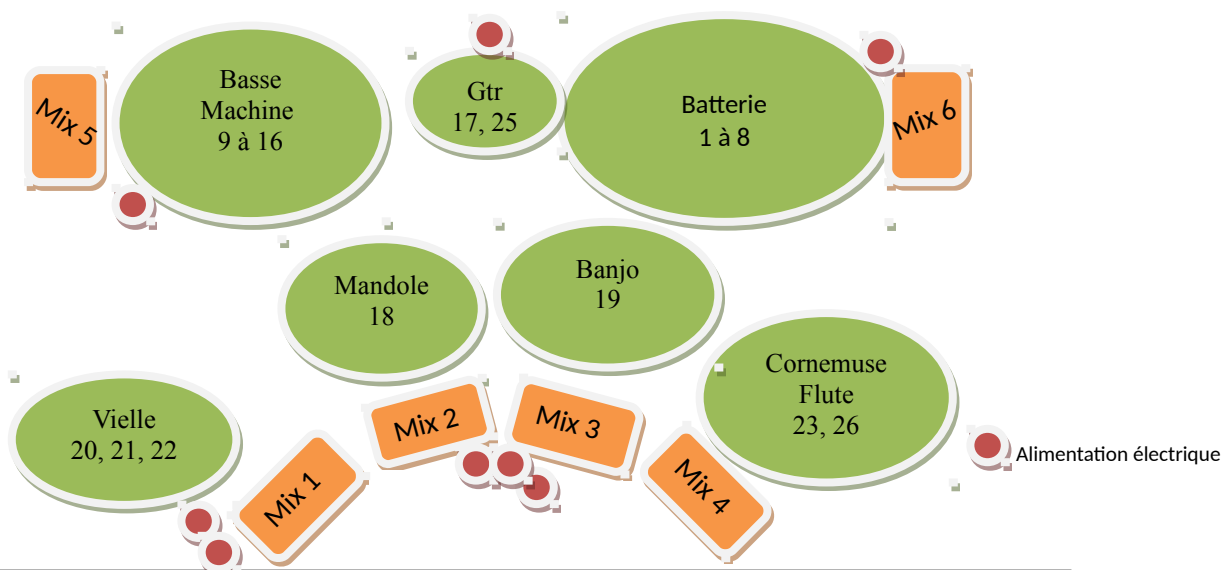 Basse
Machine
9 à 16
Gtr
17, 25
Batterie
1 à 8
Mix 5
Mix 6
Mandole
18
Banjo
19
Cornemuse
Flute
23, 26
Vielle
20, 21, 22
Mix 1
Mix 2
Mix 3
Mix 4
Alimentation électrique